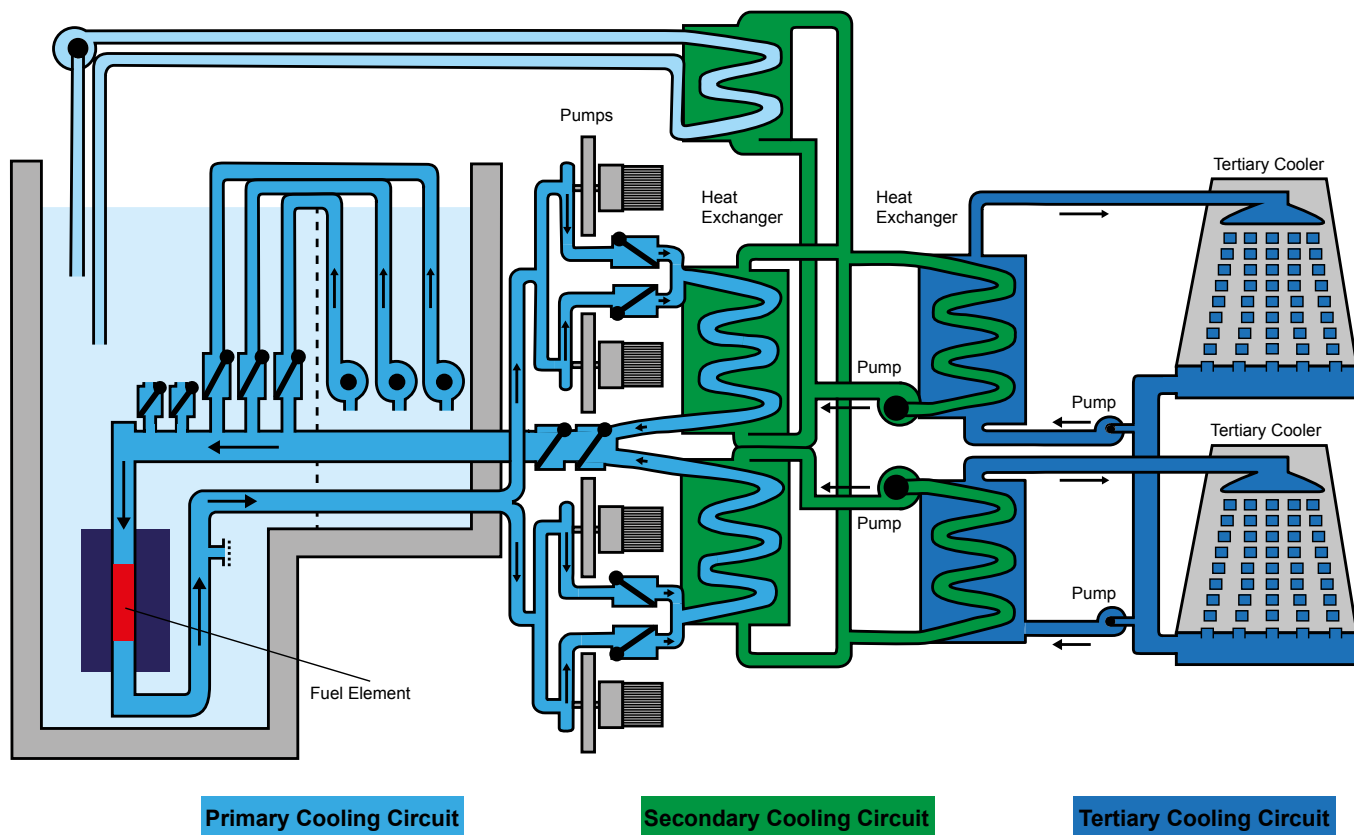 Pumps
Tertiary Cooler
Heat
Exchanger
Heat
Exchanger
Pump
Pump
Tertiary Cooler
Pump
Pump
Fuel Element
Primary Cooling Circuit
Secondary Cooling Circuit
Tertiary Cooling Circuit